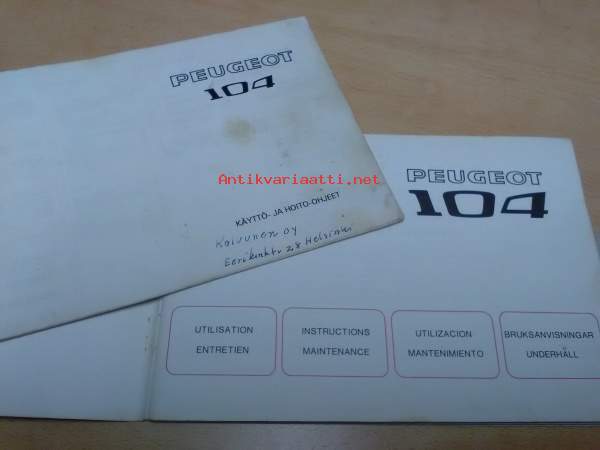 PEUGEOT
104
Antikvariaatti.net
KÄYTTÖ- JA HOITO-OHJEET
Koivunen Oy
Eerikinkatu 28 Helsinki
PEUGEOT
104
UTILISATION
ENTRETIEN
INSTRUCTIONS
MAINTENANCE
UTILIZACION
MANTENIMIENTO
BRUKSANVISNINGAR
UNDERHÅLL